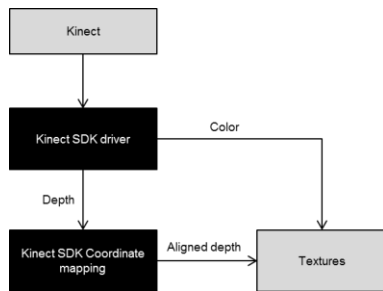 Kinect
Kinect SDK driver
Color
Depth
Kinect SDK Coordinate
mapping
Aligned depth
Textures